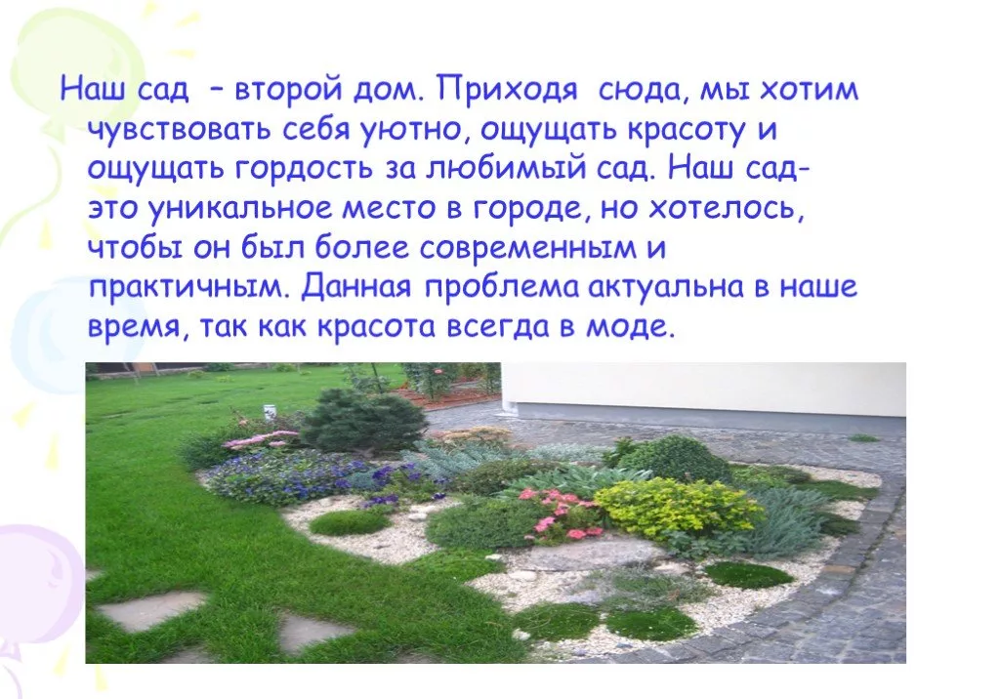 Наш сад – второй дом. Приходя сюда, мы хотим
чувствовать себя уютно, ощущать красоту и
ощущать гордость за любимый сад. Наш сад-
это уникальное место в городе, но хотелось,
чтобы он был более современным и
практичным. Данная проблема актуальна в наше
время, так как красота всегда в моде.